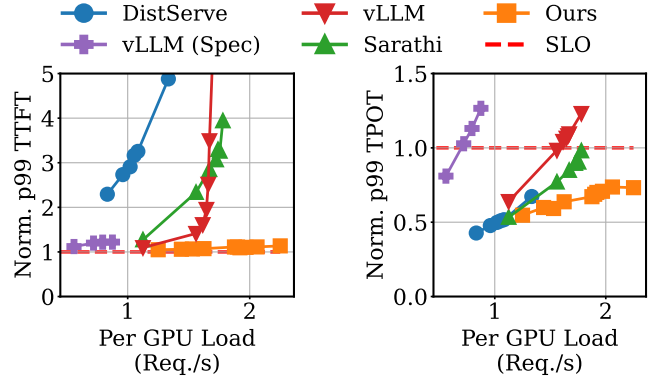 DistServe vLLM Ours
vLLM (Spec) Sarathi SLO
Norm. p99 TTFT
5
4
3
2
1
0
1 2
Per GPU Load
(Req./s)
Norm. p99 TPOT
1.5
1.0
0.5
0.0
1 2
Per GPU Load
(Req./s)